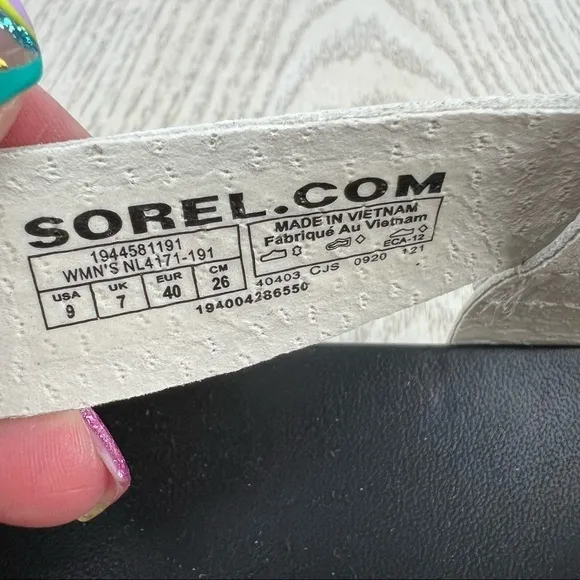 SOREL.COM
1944581191
WMN'S NL4171-191
USA UK EUR CM
9 7 40 26
MADE IN VIETNAM
Fabriqué Au Vietnam
ECA-12
40403 CJS 0920 121
194004286550